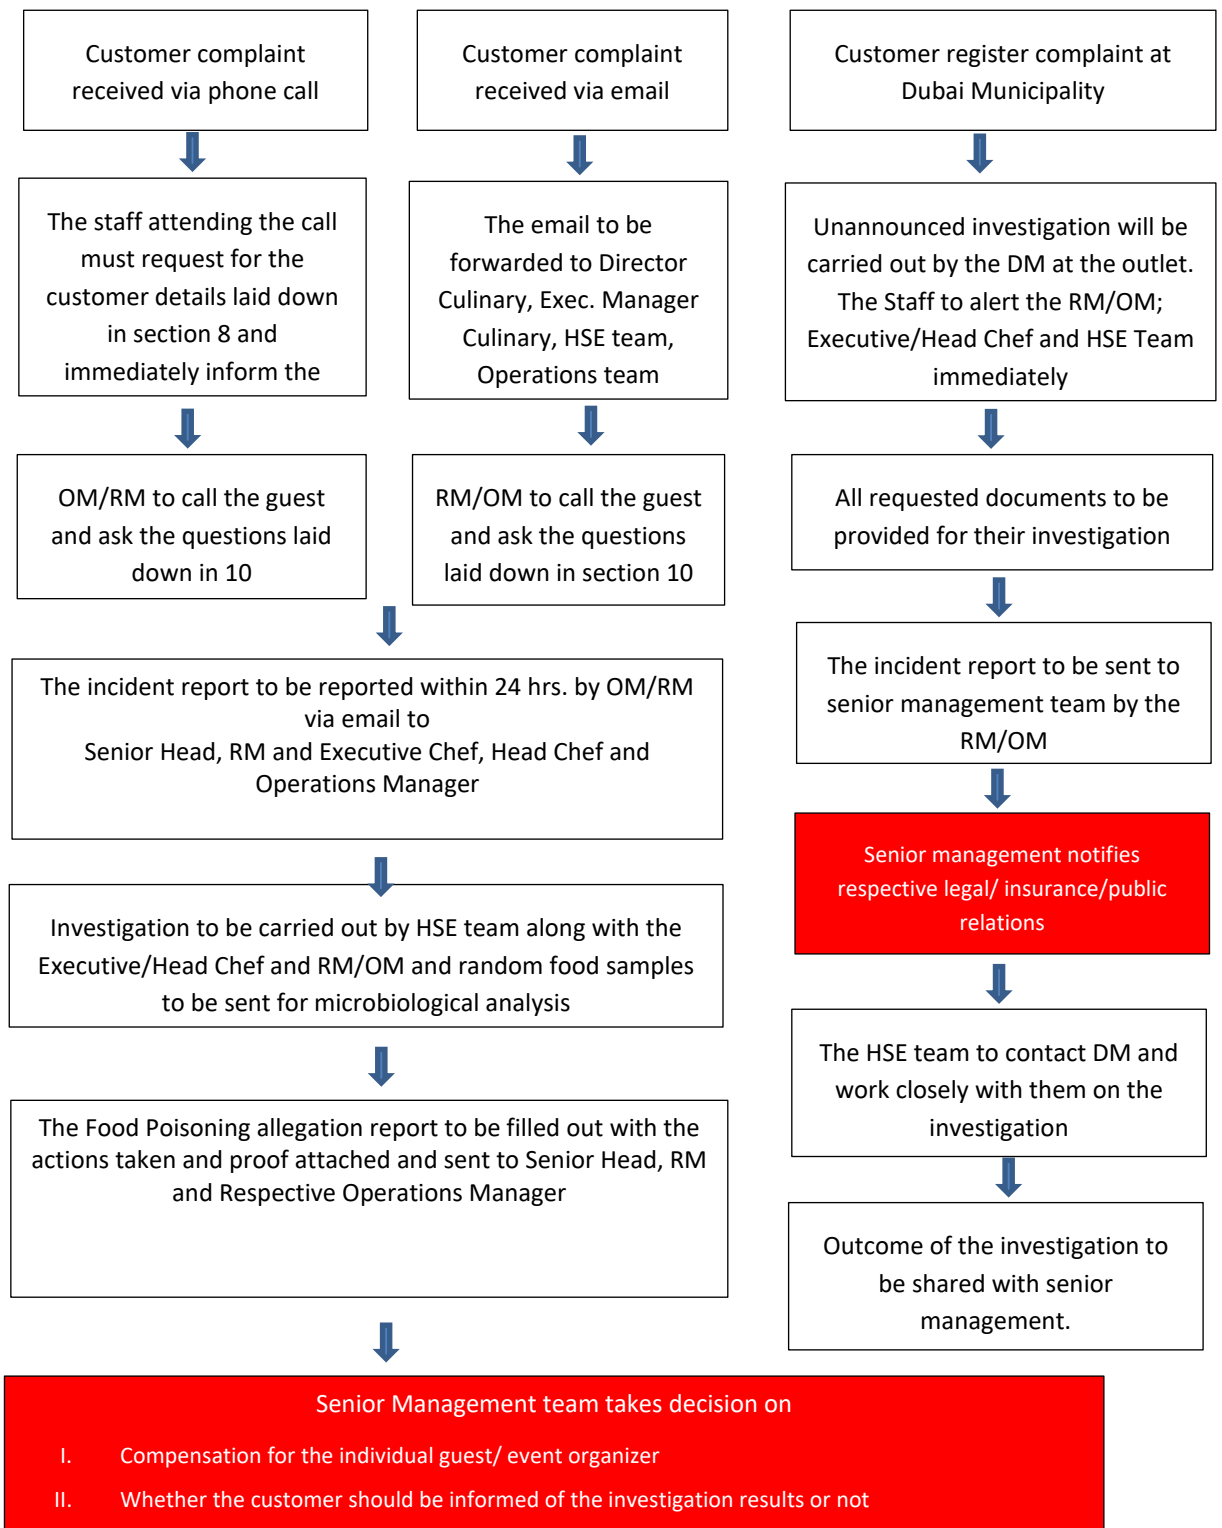 Customer complaint
received via phone call
Customer complaint
received via email
Customer register complaint at
Dubai Municipality
The staff attending the call
must request for the
customer details laid down
in section 8 and
immediately inform the
The email to be
forwarded to Director
Culinary, Exec. Manager
Culinary, HSE team,
Operations team
Unannounced investigation will be
carried out by the DM at the outlet.
The Staff to alert the RM/OM;
Executive/Head Chef and HSE Team
immediately
OM/RM to call the guest
and ask the questions laid
down in 10
RM/OM to call the guest
and ask the questions
laid down in section 10
All requested documents to be
provided for their investigation
The incident report to be reported within 24 hrs. by OM/RM
via email to
Senior Head, RM and Executive Chef, Head Chef and
Operations Manager
The incident report to be sent to
senior management team by the
RM/OM
Senior management notifies
respective legal/ insurance/public
relations
Investigation to be carried out by HSE team along with the
Executive/Head Chef and RM/OM and random food samples
to be sent for microbiological analysis
The HSE team to contact DM and
work closely with them on the
investigation
The Food Poisoning allegation report to be filled out with the
actions taken and proof attached and sent to Senior Head, RM
and Respective Operations Manager
Outcome of the investigation to
be shared with senior
management.
Senior Management team takes decision on
I. Compensation for the individual guest/ event organizer
II. Whether the customer should be informed of the investigation results or not